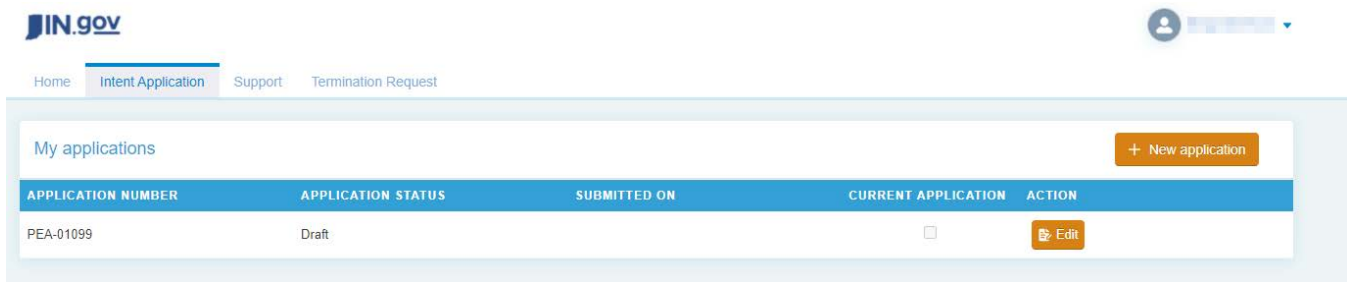 IN.gov
Home Intent Application Support Termination Request
My applications + New application
APPLICATION NUMBER APPLICATION STATUS SUBMITTED ON CURRENT APPLICATION ACTION
PEA-01099 Draft Edit